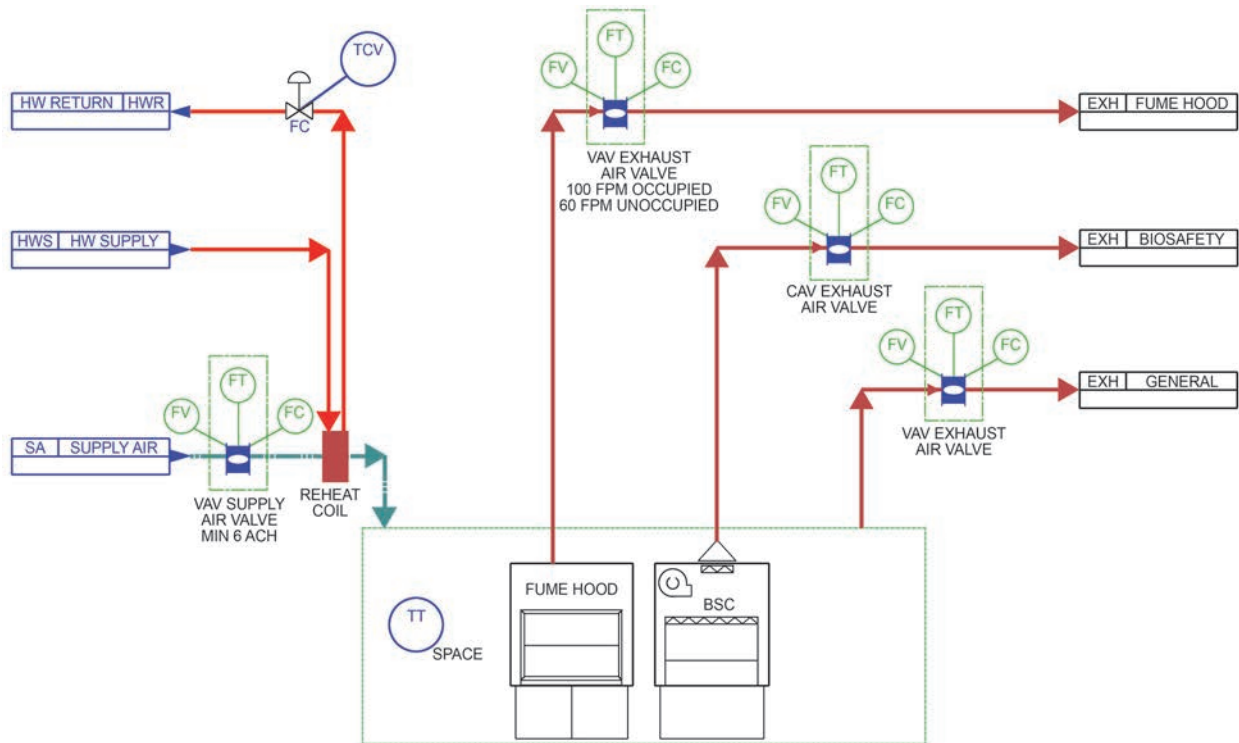 TCV
HW RETURN HWR
FC
HWS HW SUPPLY
FT
FV
FC
SA SUPPLY AIR
VAV SUPPLY
AIR VALVE
MIN 6 ACH
REHEAT
COIL
FT
FV
FC
VAV EXHAUST
AIR VALVE
100 FPM OCCUPIED
60 FPM UNOCCUPIED
EXH FUME HOOD
FT
FV
FC
CAV EXHAUST
AIR VALVE
EXH BIOSAFETY
FT
FV
FC
VAV EXHAUST
AIR VALVE
EXH GENERAL
TT
SPACE
FUME HOOD
BSC